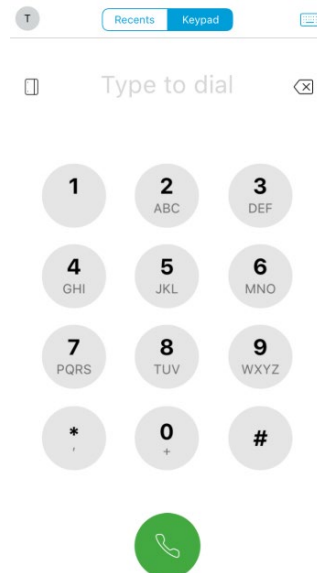 T Recents Keypad
Type to dial
1 2 3
ABC DEF
4 5 6
GHI JKL MNO
7 8 9
PQRS TUV WXYZ
* 0 #
, +